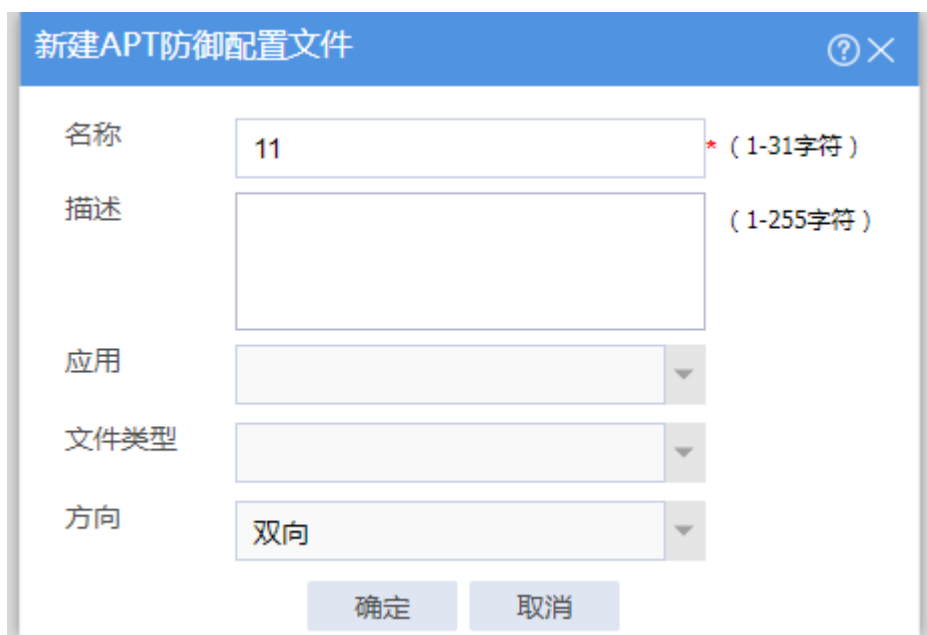 新建APT防御配置文件
名称 11 *（1-31字符）
描述 （1-255字符）
应用
文件类型
方向 双向
确定 取消